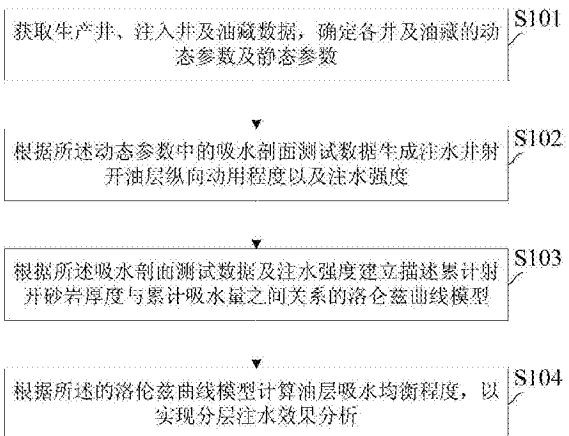 S101
获取生产井、注入井及油藏数据，确定各井及油藏的动
态参数及静态参数
S102
根据所述动态参数中的吸水剖面测试数据生成注水井射
开油层纵向动用程度以及注水强度
S103
根据所述吸水剖面测试数据及注水强度建立描述累计射
开砂岩厚度与累计吸水量之间关系的洛仑兹曲线模型
S104
根据所述的洛伦兹曲线模型计算油层吸水均衡程度，以
实现分层注水效果分析